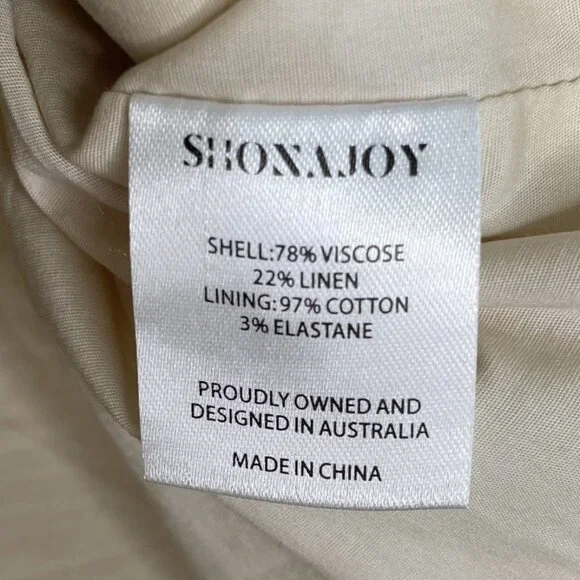 SHONAJOY
SHELL:78% VISCOSE
22% LINEN
LINING:97% COTTON
3% ELASTANE
PROUDLY OWNED AND
DESIGNED IN AUSTRALIA
MADE IN CHINA